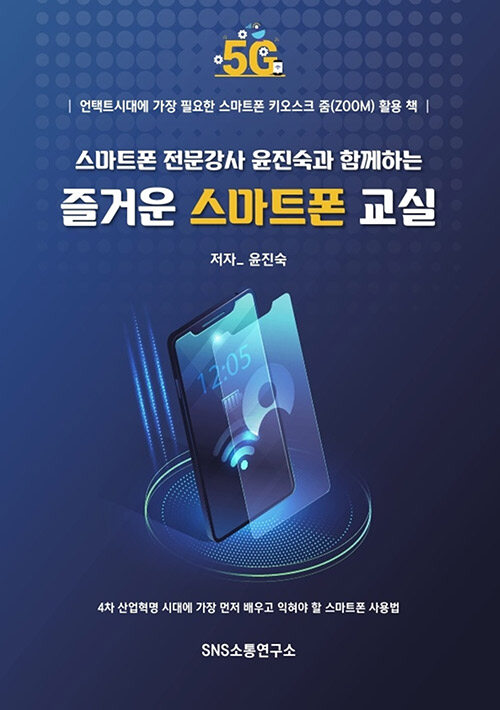 5G
| 언택트시대에 가장 필요한 스마트폰 키오스크 줌(ZOOM) 활용 책 |
스마트폰 전문강사 윤진숙과 함께하는
즐거운 스마트폰 교실
저자_ 윤진숙
12:05
4차 산업혁명 시대에 가장 먼저 배우고 익혀야 할 스마트폰 사용법
SNS소통연구소